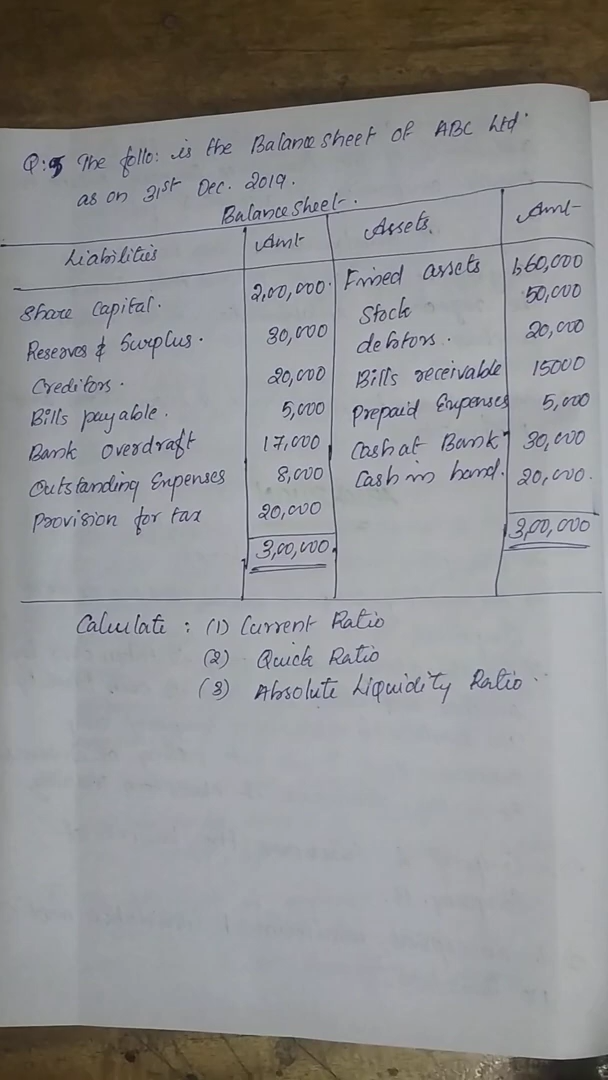 Q:5 The follo: is the Balance sheet of ABC Ltd.
as on 31st Dec. 2019.
Balance sheet.
Liabilities Amt Assets. Amt
Share capital. 2,00,000. Fixed assets 1,60,000
Reserves & Surplus. 30,000 Stock 50,000
Creditors. 20,000 debtors. 20,000
Bills payable. 5,000 Bills receivable 15000
Bank overdraft 17,000 Prepaid Expenses 5,000
Outstanding Expenses 8,000 Cash at Bank 30,000
Provision for tax 20,000 Cash in hand. 20,000.
3,00,000. 3,00,000
Calculate : (1) Current Ratio
(2) Quick Ratio
(3) Absolute Liquidity Ratio.